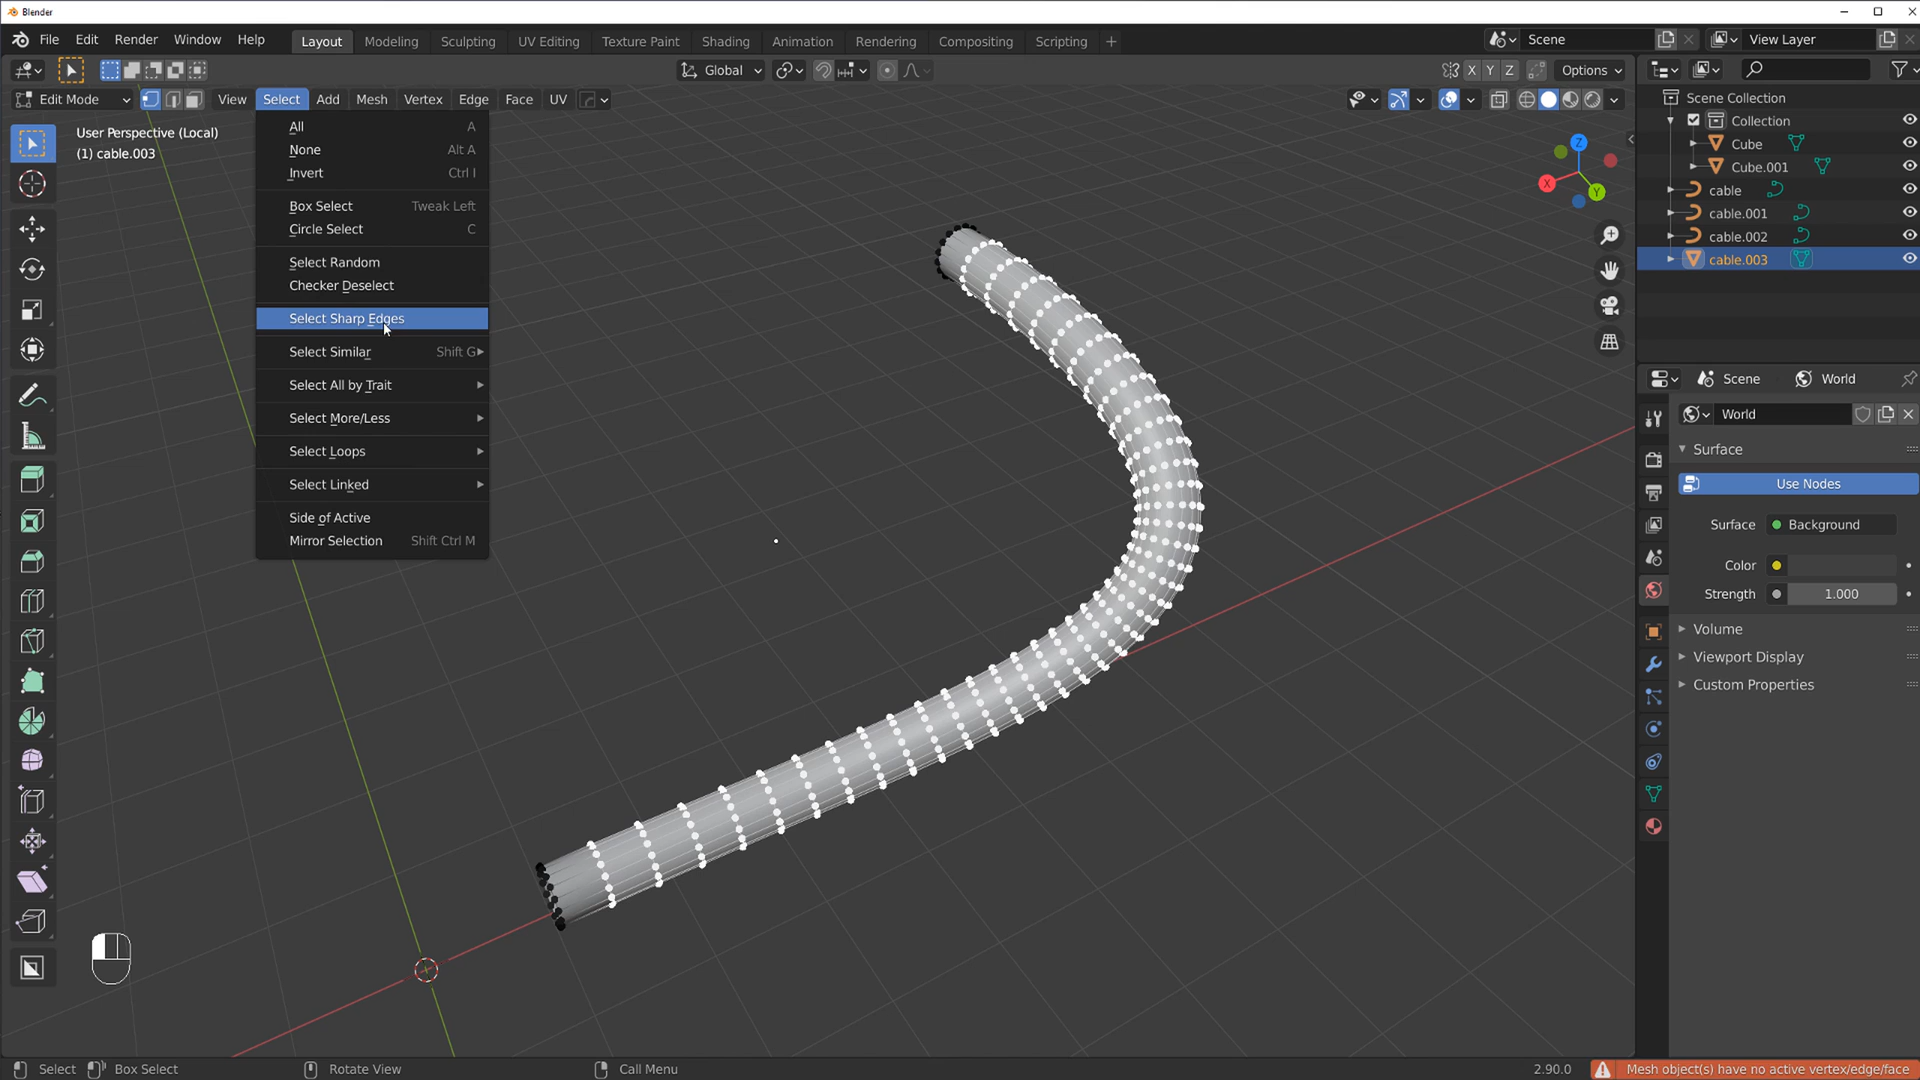 Blender
File Edit Render Window Help Layout Modeling Sculpting UV Editing Texture Paint Shading Animation Rendering Compositing Scripting + Scene View Layer
Global X Y Z Options
Edit Mode View Select Add Mesh Vertex Edge Face UV
User Perspective (Local)
(1) cable.003
All A
None Alt A
Invert Ctrl I
Box Select Tweak Left
Circle Select C
Select Random
Checker Deselect
Select Sharp Edges
Select Similar Shift G
Select All by Trait
Select More/Less
Select Loops
Select Linked
Side of Active
Mirror Selection Shift Ctrl M
Z
X
Y
Scene Collection
Collection
Cube
Cube.001
cable
cable.001
cable.002
cable.003
Scene World
World
Surface
Use Nodes
Surface Background
Color
Strength 1.000
Volume
Viewport Display
Custom Properties
Select Box Select Rotate View Call Menu 2.90.0 Mesh object(s) have no active vertex/edge/face